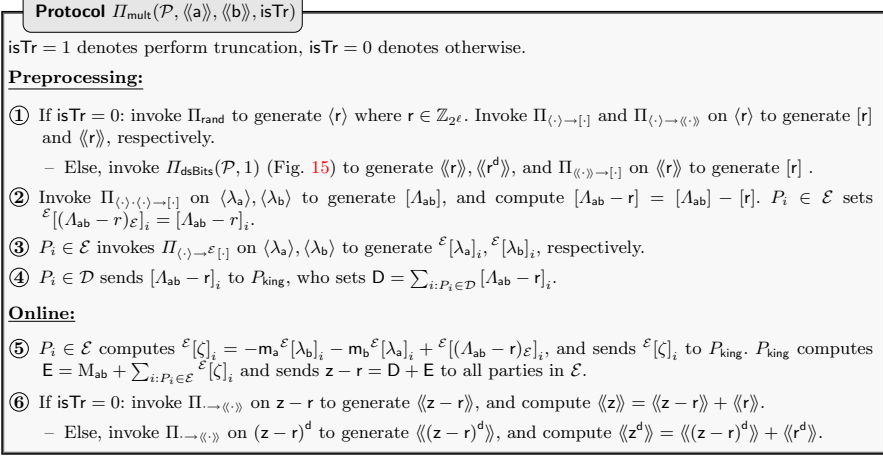 Protocol Π_mult(𝒫, ⟪a⟫, ⟪b⟫, isTr)
isTr = 1 denotes perform truncation, isTr = 0 denotes otherwise.
Preprocessing:
① If isTr = 0: invoke Π_rand to generate ⟨r⟩ where r ∈ ℤ_{2^ℓ}. Invoke Π_{⟨·⟩→[·]} and Π_{⟨·⟩→⟪·⟫} on ⟨r⟩ to generate [r]
and ⟪r⟫, respectively.
– Else, invoke Π_dsBits(𝒫, 1) (Fig. 15) to generate ⟪r⟫, ⟪r^d⟫, and Π_{⟪·⟫→[·]} on ⟪r⟫ to generate [r] .
② Invoke Π_{⟨·⟩·⟨·⟩→[·]} on ⟨λ_a⟩, ⟨λ_b⟩ to generate [Λ_ab], and compute [Λ_ab − r] = [Λ_ab] − [r]. P_i ∈ ℰ sets
^ℰ[(Λ_ab − r)_ℰ]_i = [Λ_ab − r]_i.
③ P_i ∈ ℰ invokes Π_{⟨·⟩→^ℰ[·]} on ⟨λ_a⟩, ⟨λ_b⟩ to generate ^ℰ[λ_a]_i, ^ℰ[λ_b]_i, respectively.
④ P_i ∈ 𝒟 sends [Λ_ab − r]_i to P_king, who sets D = ∑_{i:P_i∈𝒟} [Λ_ab − r]_i.
Online:
⑤ P_i ∈ ℰ computes ^ℰ[ζ]_i = −m_a ^ℰ[λ_b]_i − m_b ^ℰ[λ_a]_i + ^ℰ[(Λ_ab − r)_ℰ]_i, and sends ^ℰ[ζ]_i to P_king. P_king computes
E = M_ab + ∑_{i:P_i∈ℰ} ^ℰ[ζ]_i and sends z − r = D + E to all parties in ℰ.
⑥ If isTr = 0: invoke Π_{·→⟪·⟫} on z − r to generate ⟪z − r⟫, and compute ⟪z⟫ = ⟪z − r⟫ + ⟪r⟫.
– Else, invoke Π_{·→⟪·⟫} on (z − r)^d to generate ⟪(z − r)^d⟫, and compute ⟪z^d⟫ = ⟪(z − r)^d⟫ + ⟪r^d⟫.